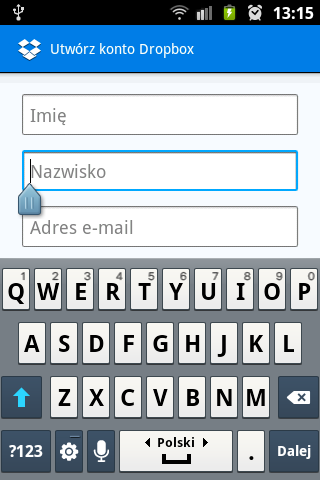 13:15
Utwórz konto Dropbox
Imię
Nazwisko
Adres e-mail
1 2 3 4 5 6 7 8 9 0
Q W E R T Y U I O P
A S D F G H J K L
Z X C V B N M
?123 Polski . Dalej